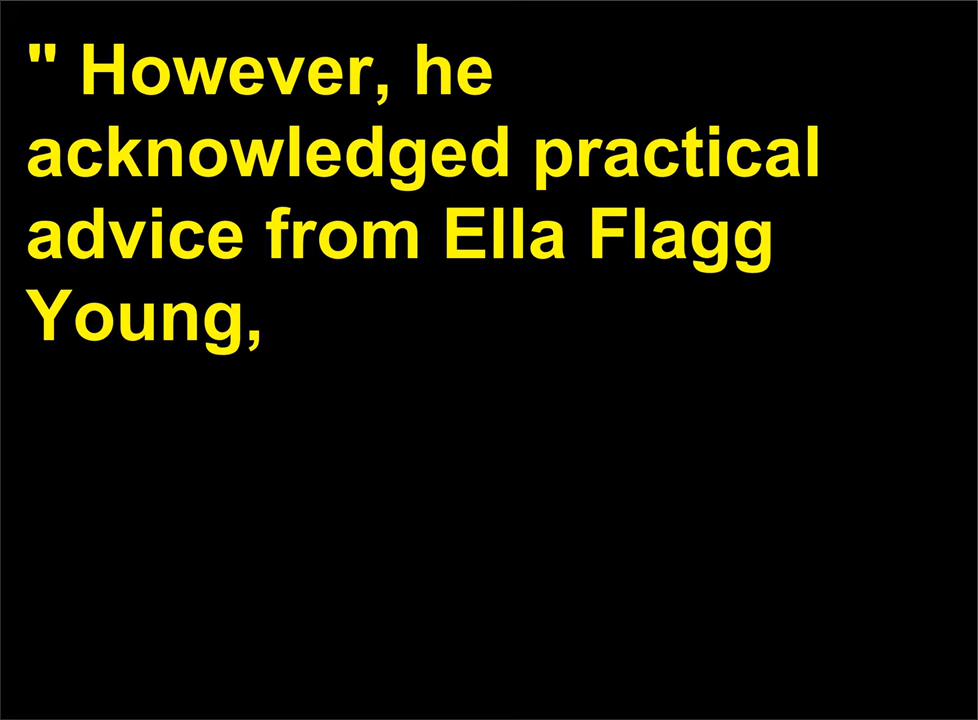 " However, he
acknowledged practical
advice from Ella Flagg
Young,